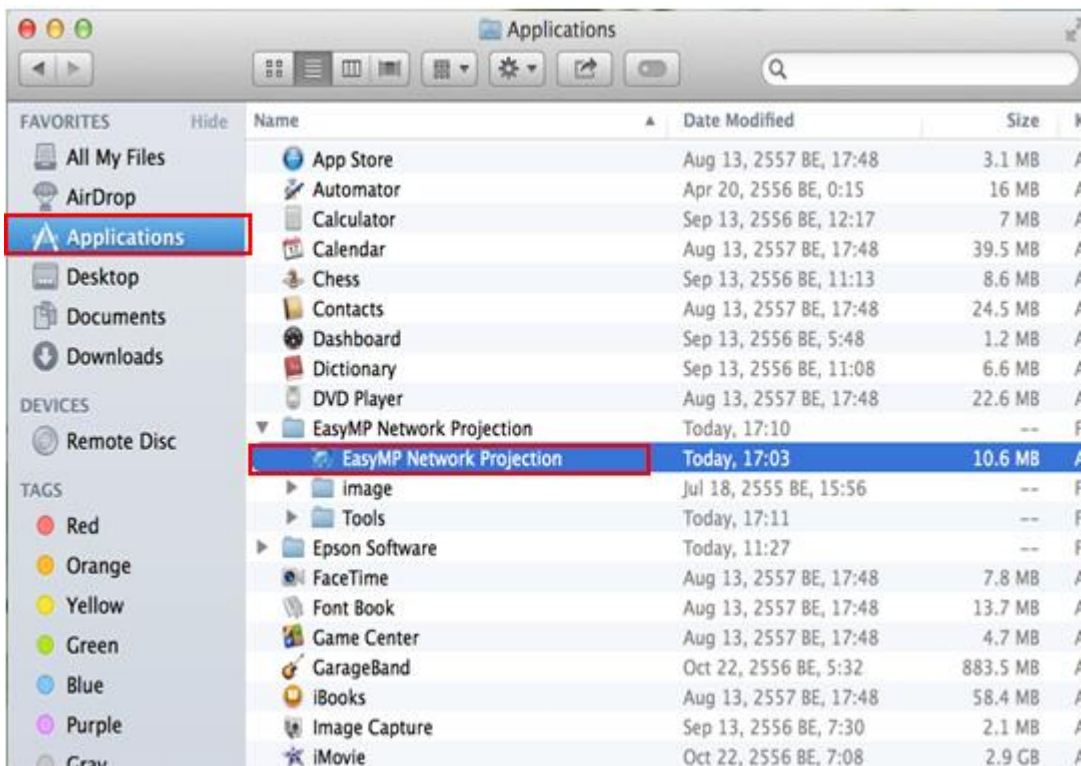 Applications
FAVORITES Hide
All My Files
AirDrop
Applications
Desktop
Documents
Downloads
DEVICES
Remote Disc
TAGS
Red
Orange
Yellow
Green
Blue
Purple
Gray
Name Date Modified Size
App Store Aug 13, 2557 BE, 17:48 3.1 MB
Automator Apr 20, 2556 BE, 0:15 16 MB
Calculator Sep 13, 2556 BE, 12:17 7 MB
Calendar Aug 13, 2557 BE, 17:48 39.5 MB
Chess Sep 13, 2556 BE, 11:13 8.6 MB
Contacts Aug 13, 2557 BE, 17:48 24.5 MB
Dashboard Sep 13, 2556 BE, 5:48 1.2 MB
Dictionary Sep 13, 2556 BE, 11:08 6.6 MB
DVD Player Aug 13, 2557 BE, 17:48 22.6 MB
EasyMP Network Projection Today, 17:10 --
EasyMP Network Projection Today, 17:03 10.6 MB
image Jul 18, 2555 BE, 15:56 --
Tools Today, 17:11 --
Epson Software Today, 11:27 --
FaceTime Aug 13, 2557 BE, 17:48 7.8 MB
Font Book Aug 13, 2557 BE, 17:48 13.7 MB
Game Center Aug 13, 2557 BE, 17:48 4.7 MB
GarageBand Oct 22, 2556 BE, 5:32 883.5 MB
iBooks Aug 13, 2557 BE, 17:48 58.4 MB
Image Capture Sep 13, 2556 BE, 7:30 2.1 MB
iMovie Oct 22, 2556 BE, 7:08 2.9 GB